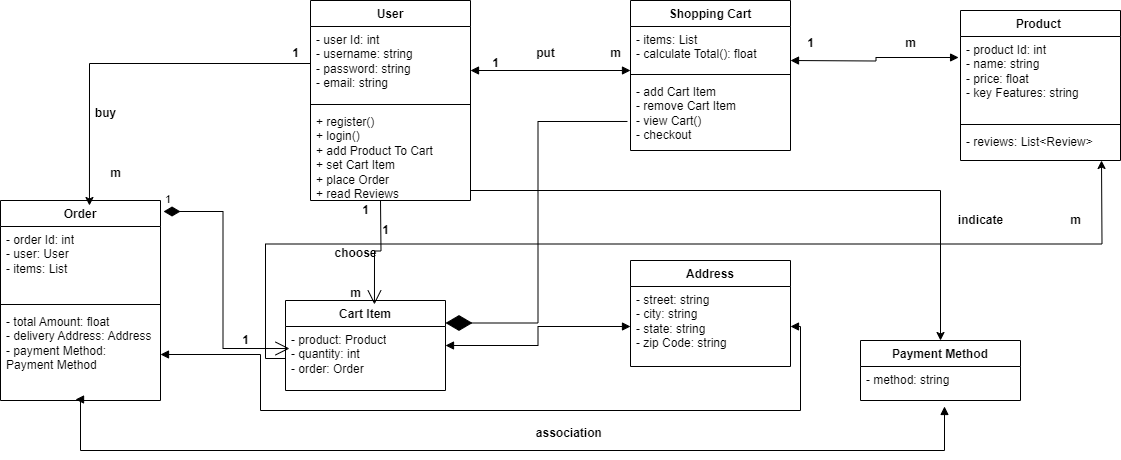 User
- user Id: int
- username: string
- password: string
- email: string
+ register()
+ login()
+ add Product To Cart
+ set Cart Item
+ place Order
+ read Reviews
Shopping Cart
- items: List
- calculate Total(): float
- add Cart Item
- remove Cart Item
- view Cart()
- checkout
Product
- product Id: int
- name: string
- price: float
- key Features: string
- reviews: List<Review>
1
put
m
1
1
m
buy
m
1
1
1
choose
m
indicate
m
Order
- order Id: int
- user: User
- items: List
- total Amount: float
- delivery Address: Address
- payment Method:
Payment Method
1
Cart Item
- product: Product
- quantity: int
- order: Order
Address
- street: string
- city: string
- state: string
- zip Code: string
Payment Method
- method: string
association